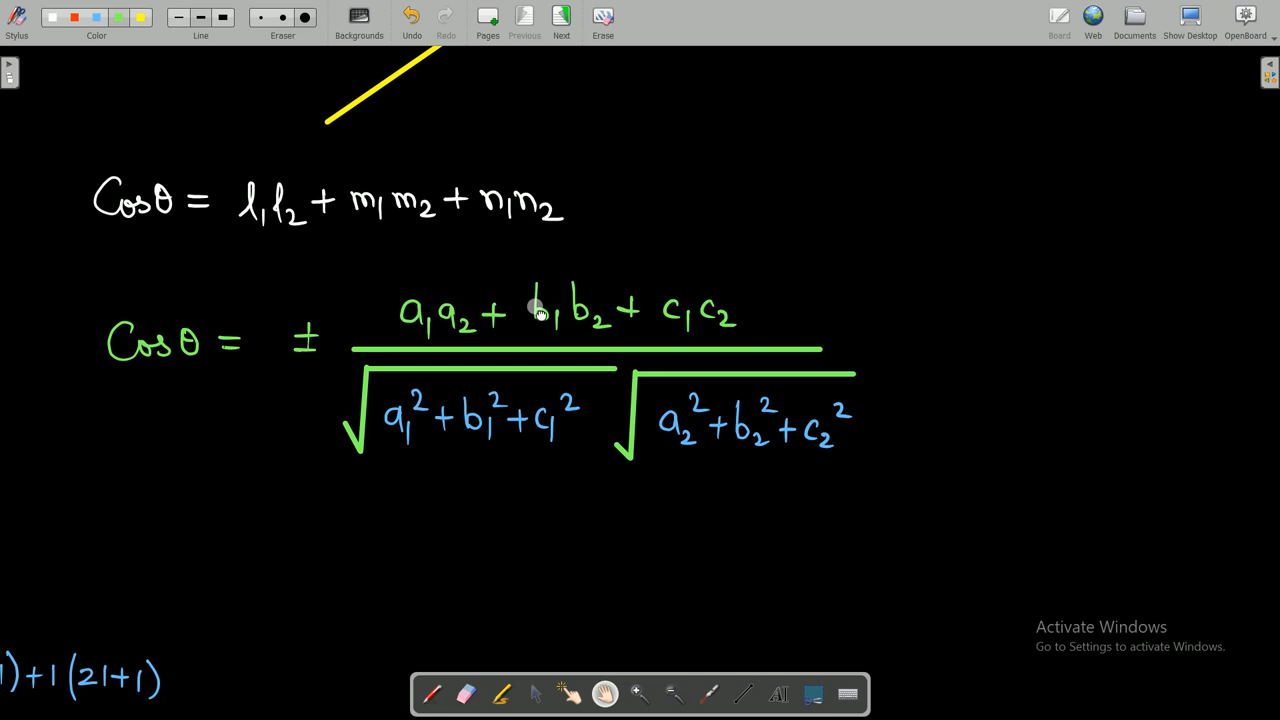 Stylus Color Line Eraser Backgrounds Undo Redo Pages Previous Next Erase Board Web Documents Show Desktop OpenBoard
Cosθ = l₁l₂ + m₁m₂ + n₁n₂
a₁a₂ + b₁b₂ + c₁c₂
Cosθ = ±
√a₁² + b₁² + c₁² √a₂² + b₂² + c₂²
Activate Windows
Go to Settings to activate Windows.
1) + 1 (21+1)
AI